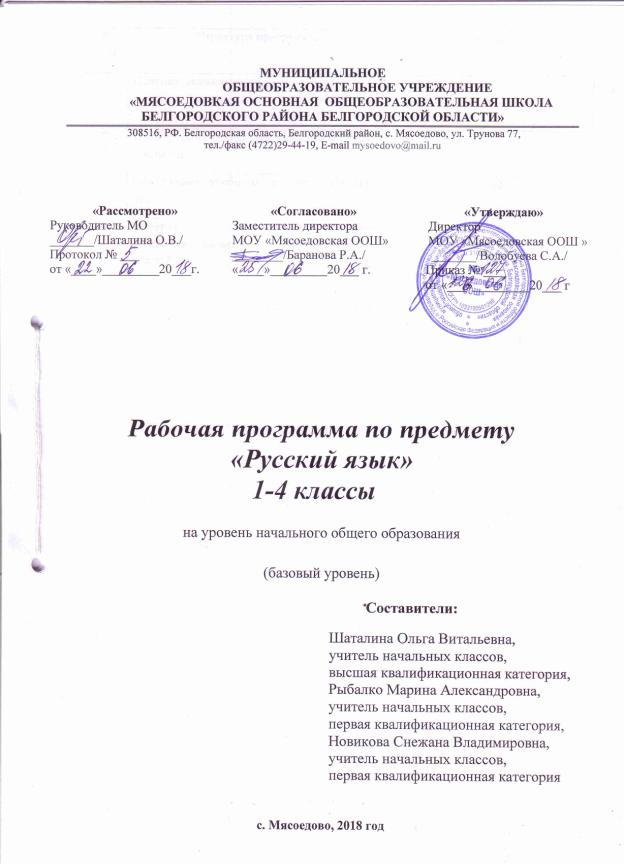 МУНИЦИПАЛЬНОЕ
ОБЩЕОБРАЗОВАТЕЛЬНОЕ УЧРЕЖДЕНИЕ
«МЯСОЕДОВКАЯ ОСНОВНАЯ ОБЩЕОБРАЗОВАТЕЛЬНАЯ ШКОЛА
БЕЛГОРОДСКОГО РАЙОНА БЕЛГОРОДСКОЙ ОБЛАСТИ»
308516, РФ. Белгородская область, Белгородский район, с. Мясоедово, ул. Трунова 77,
тел./факс (4722)29-44-19, E-mail mysoedovo@mail.ru
«Рассмотрено» «Согласовано» «Утверждаю»
Руководитель МО Заместитель директора Директор
/Шаталина О.В./ МОУ «Мясоедовская ООШ» МОУ «Мясоедовская ООШ »
Протокол № 5 /Баранова Р.А./ /Волобуева С.А./
от « 22 » 06 20 18 г. «25» 06 20 18 г. Приказ №
от « 06 20 18 г
Рабочая программа по предмету
«Русский язык»
1-4 классы
на уровень начального общего образования
(базовый уровень)
Составители:
Шаталина Ольга Витальевна,
учитель начальных классов,
высшая квалификационная категория,
Рыбалко Марина Александровна,
учитель начальных классов,
первая квалификационная категория,
Новикова Снежана Владимировна,
учитель начальных классов,
первая квалификационная категория
с. Мясоедово, 2018 год